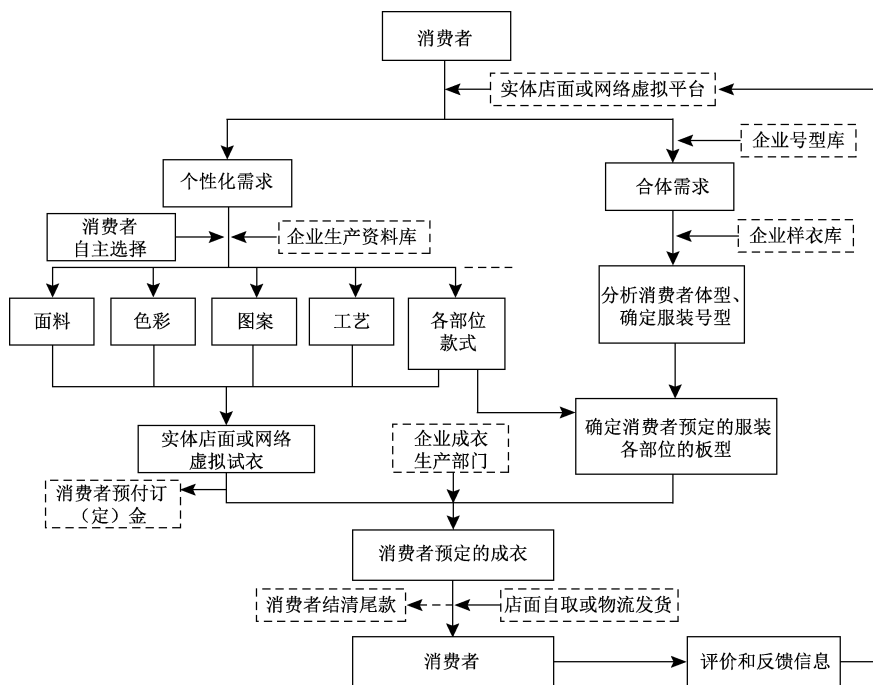 消费者
实体店面或网络虚拟平台
企业号型库
个性化需求
合体需求
消费者
自主选择
企业生产资料库
企业样衣库
分析消费者体型、
确定服装号型
面料
色彩
图案
工艺
各部位
款式
确定消费者预定的服装
各部位的板型
实体店面或网络
虚拟试衣
企业成衣
生产部门
消费者预付订
（定）金
消费者预定的成衣
消费者结清尾款
店面自取或物流发货
消费者
评价和反馈信息